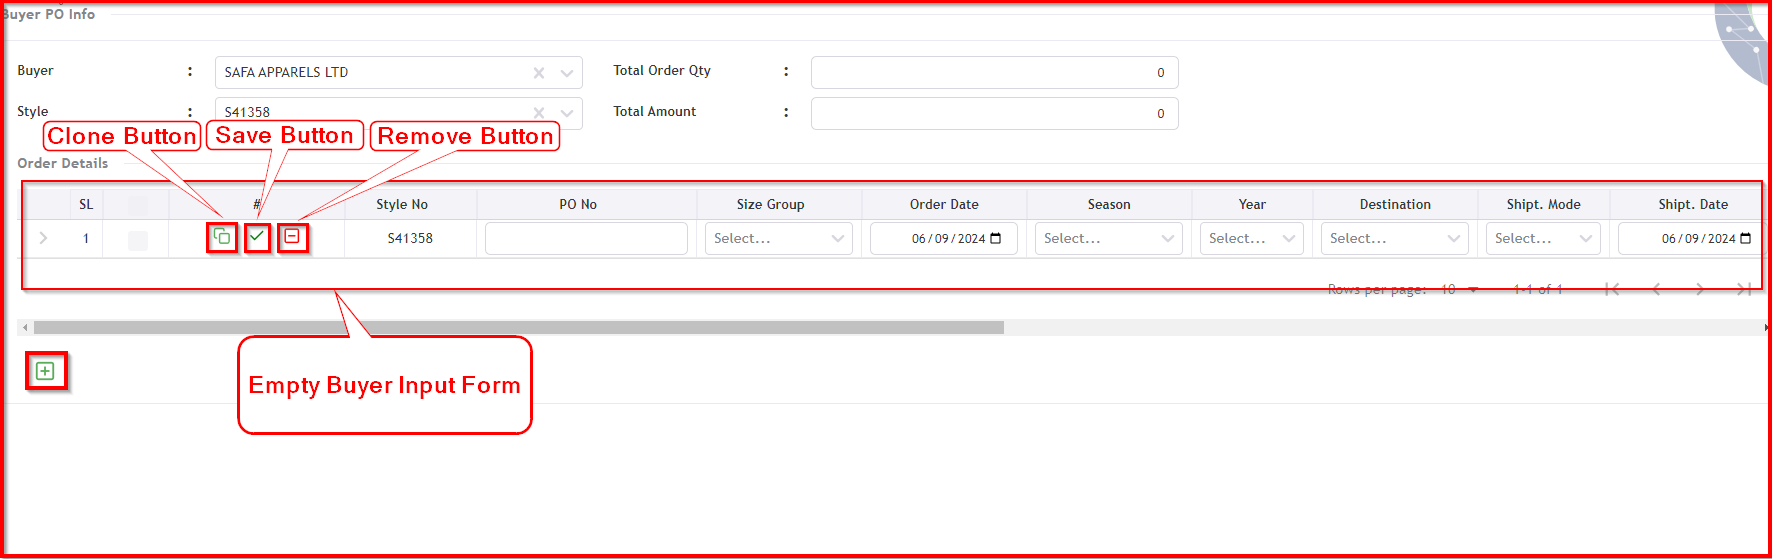 Buyer PO Info
Buyer : SAFA APPARELS LTD Total Order Qty : 0
Style : S41358 Total Amount : 0
Clone Button Save Button Remove Button
Order Details
SL # Style No PO No Size Group Order Date Season Year Destination Shipt. Mode Shipt. Date
1 S41358 Select... 06/09/2024 Select... Select... Select... Select... 06/09/2024
Rows per page: 10 1-1 of 1
Empty Buyer Input Form